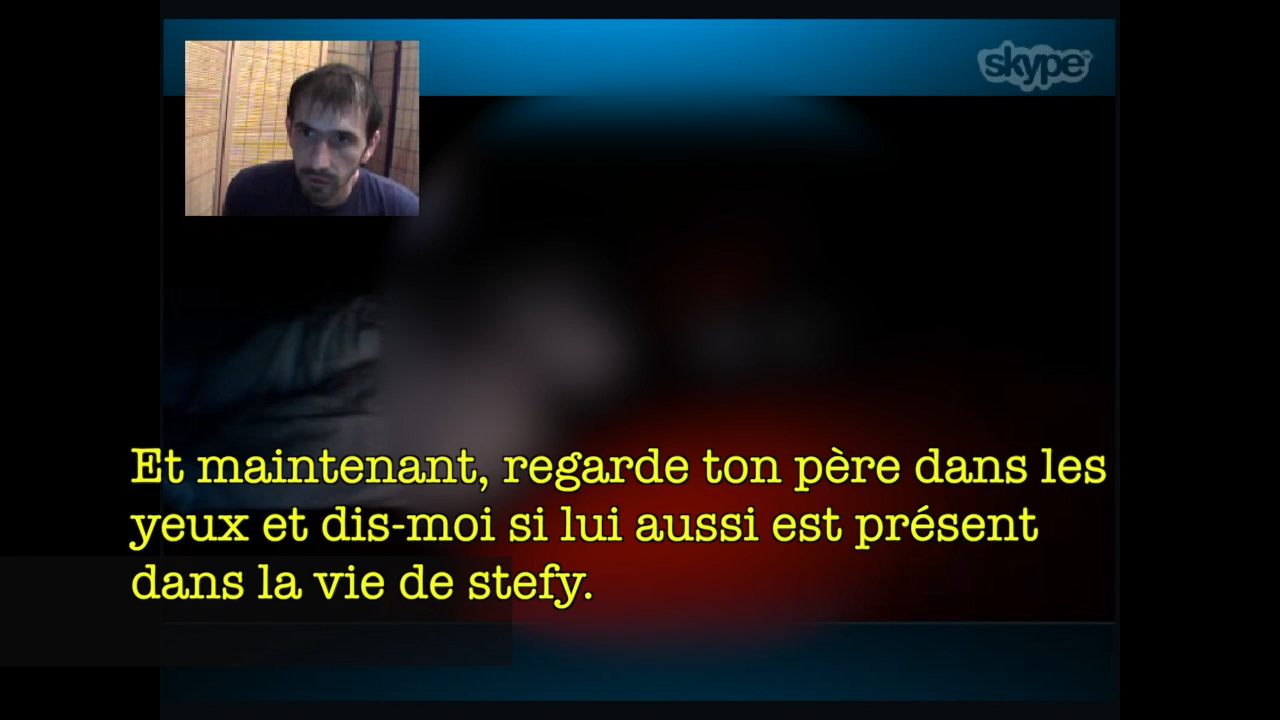 skype
Et maintenant, regarde ton père dans les
yeux et dis-moi si lui aussi est présent
dans la vie de stefy.